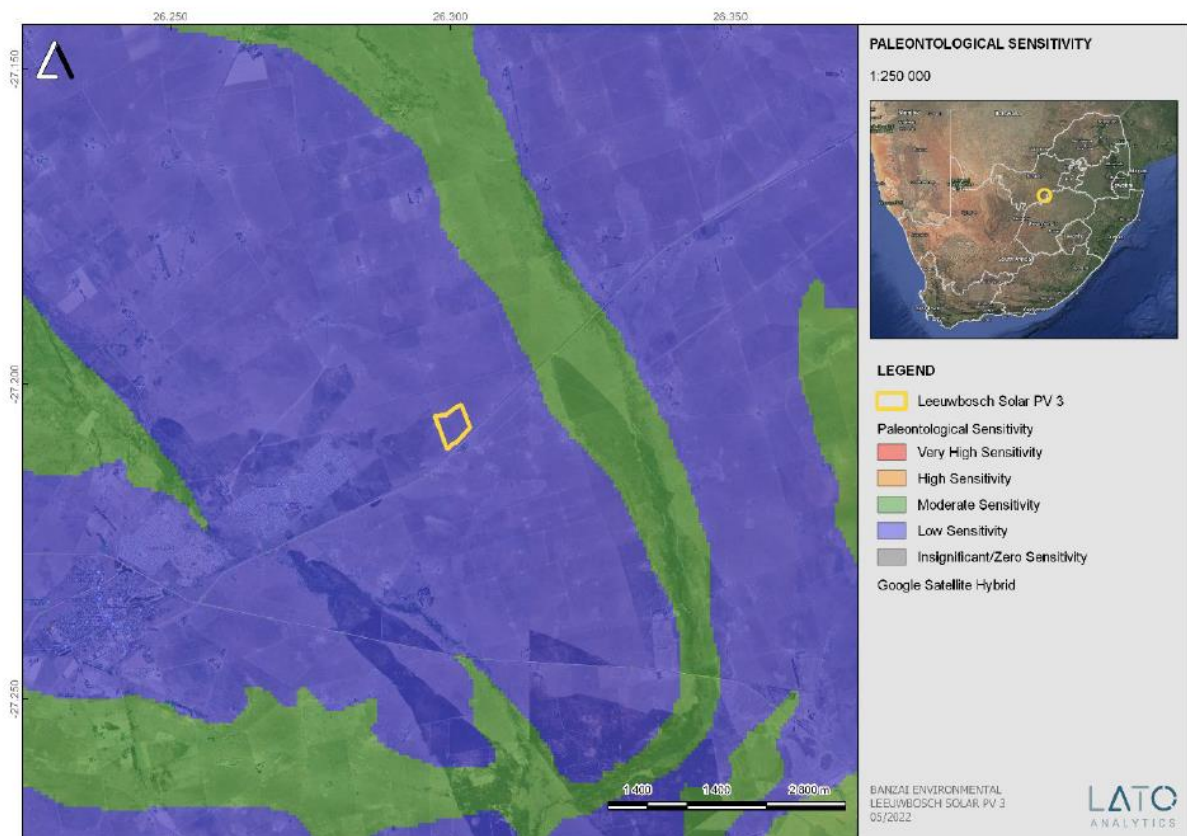 26.250 26.300 26.350
-27.150
-27.200
-27.250
PALEONTOLOGICAL SENSITIVITY
1:250 000
LEGEND
Leeuwbosch Solar PV 3
Paleontological Sensitivity
Very High Sensitivity
High Sensitivity
Moderate Sensitivity
Low Sensitivity
Insignificant/Zero Sensitivity
Google Satellite Hybrid
1 400 1 400 2 800 m
BANZAI ENVIRONMENTAL
LEEUWBOSCH SOLAR PV 3
05/2022
LATO
ANALYTICS